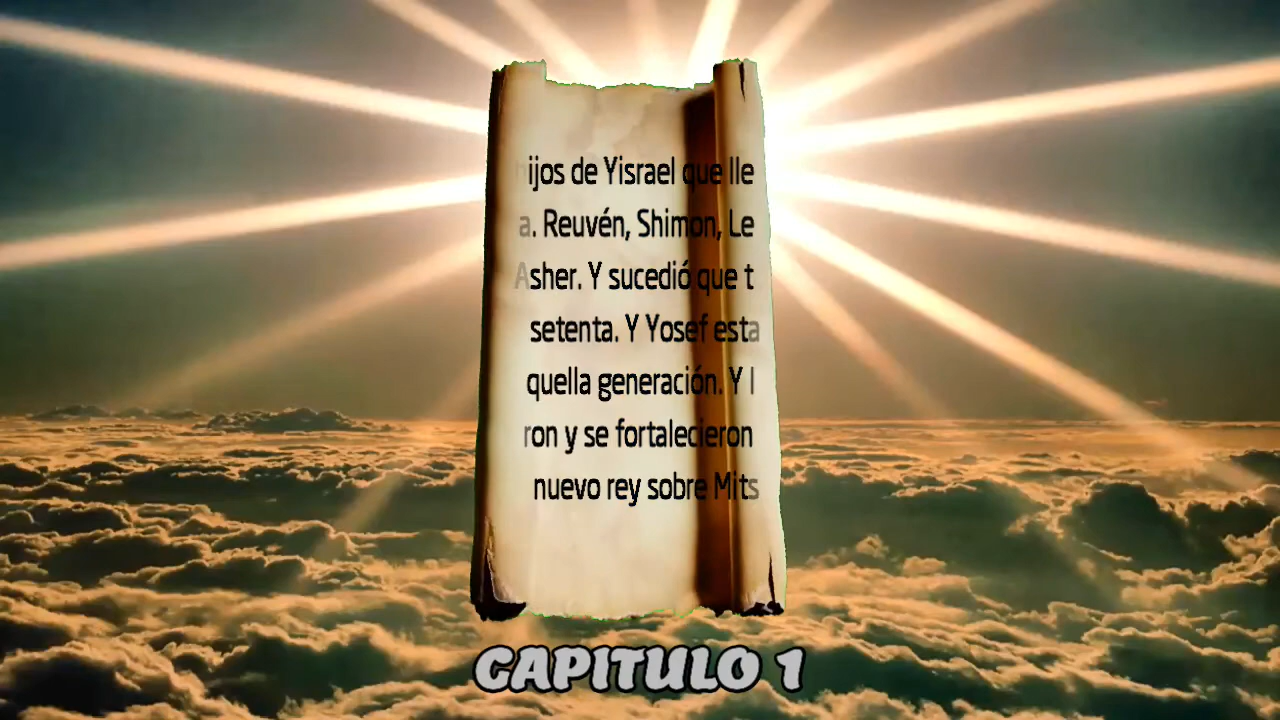 ijos de Yisrael que lle
a. Reuvén, Shimon, Le
Asher. Y sucedió que t
setenta. Y Yosef esta
quella generación. Y l
ron y se fortalecieron
nuevo rey sobre Mits
CAPITULO 1